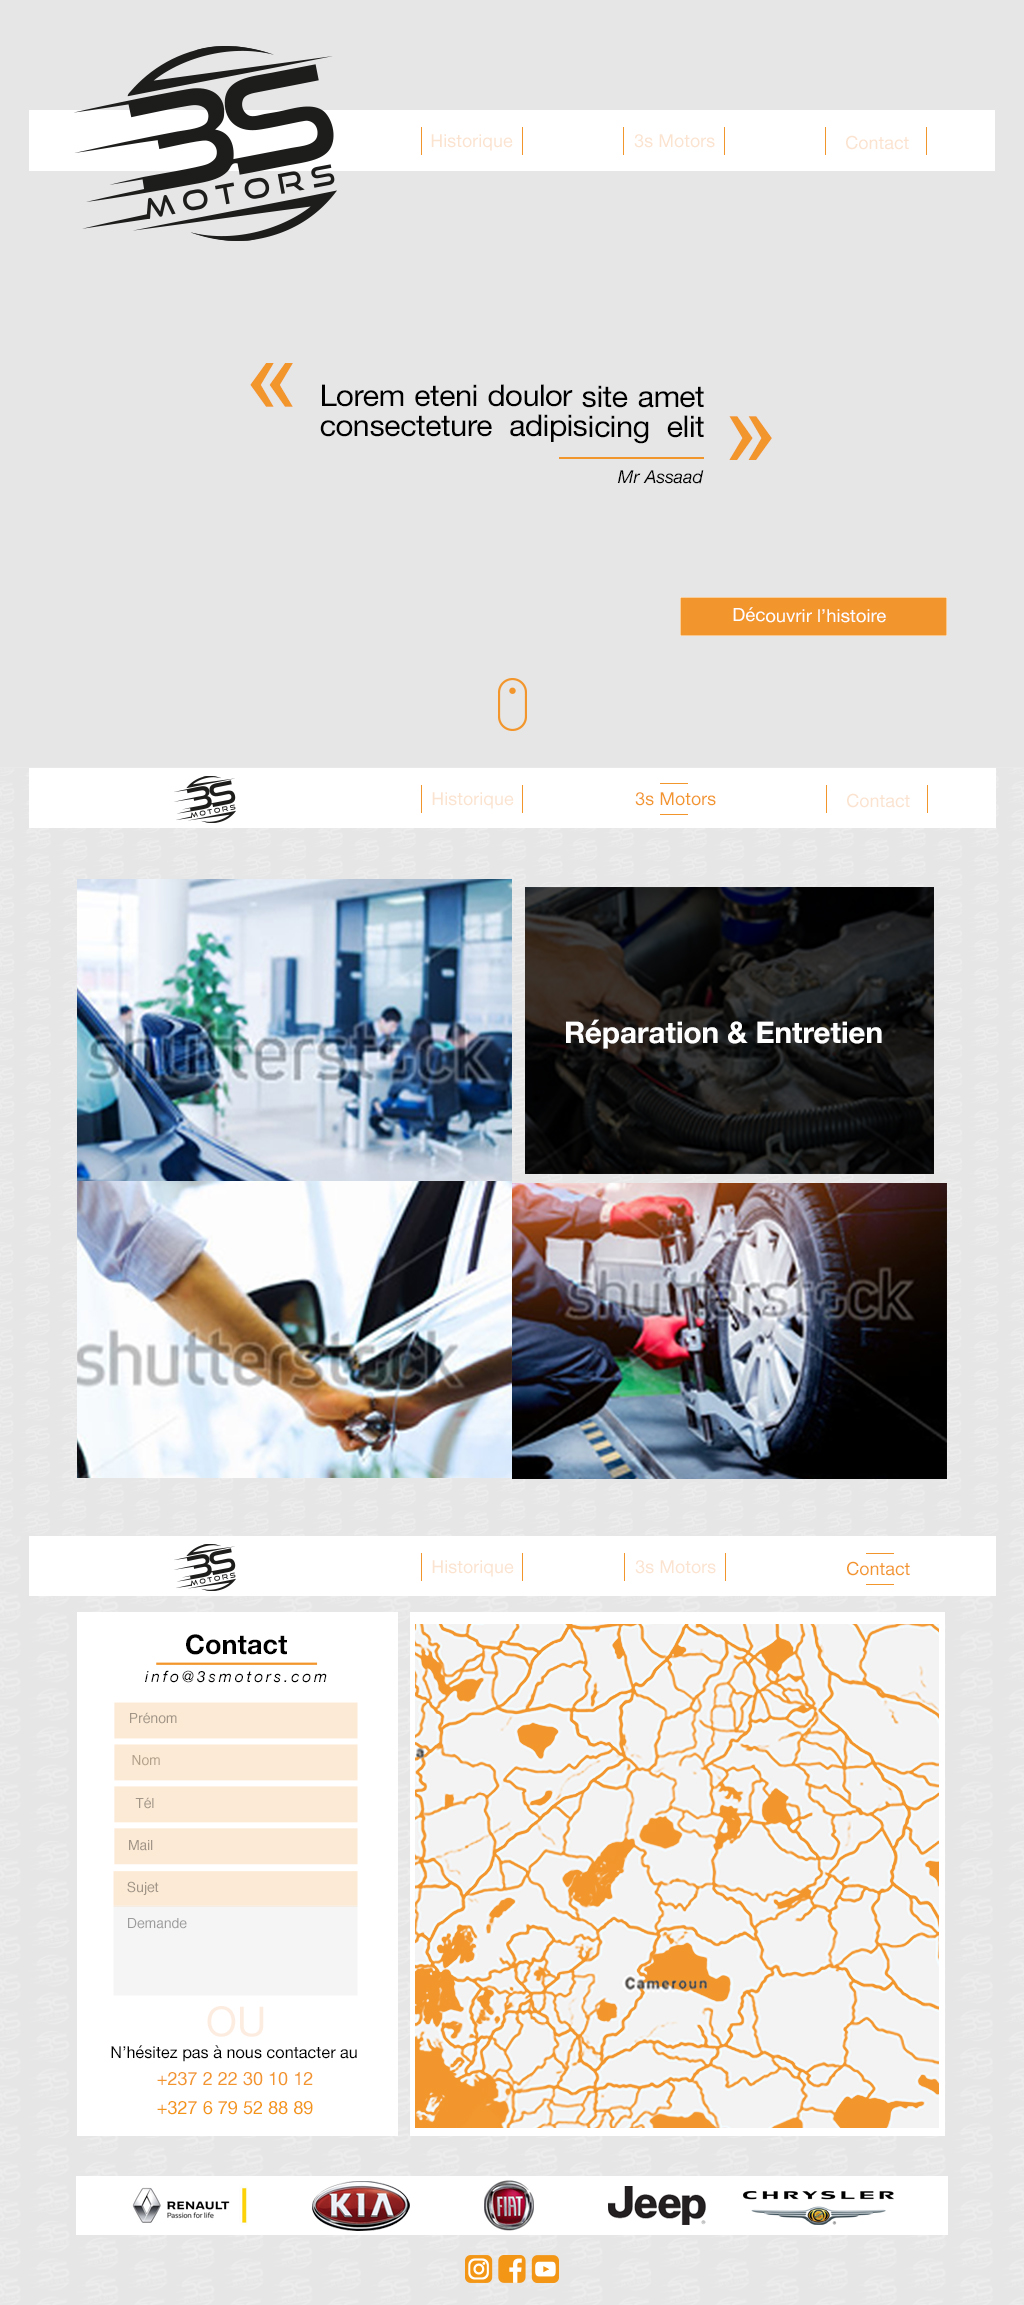 3S
MOTORS
Historique
3s Motors
Contact
«
Lorem eteni doulor site amet
consecteture adipisicing elit
»
Mr Assaad
Découvrir l'histoire
3S
MOTORS
Historique
3s Motors
Contact
shutterstock
Réparation & Entretien
shutterstock
shutterstock
3S
MOTORS
Historique
3s Motors
Contact
Contact
info@3smotors.com
Prénom
Nom
Tél
Mail
Sujet
Demande
OU
N'hésitez pas à nous contacter au
+237 2 22 30 10 12
+327 6 79 52 88 89
a
Cameroun
RENAULT
Passion for life
KIA
FIAT
Jeep
CHRYSLER